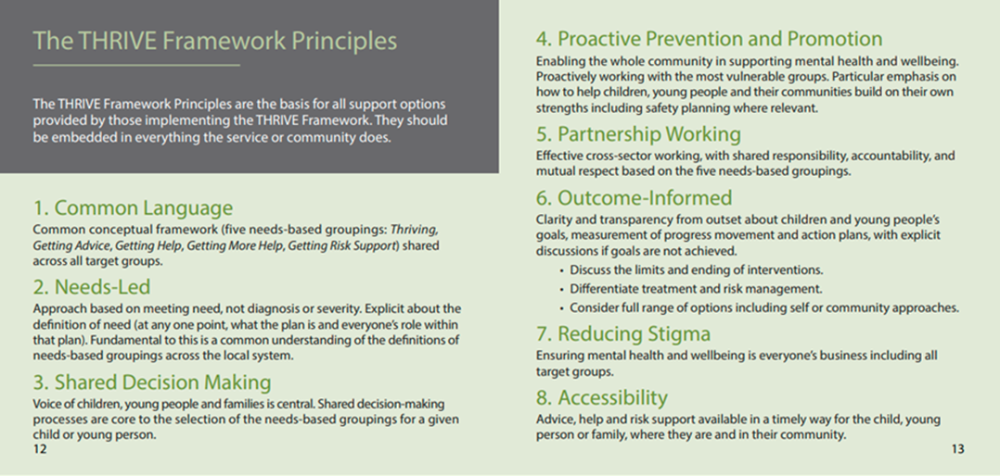 The THRIVE Framework Principles
The THRIVE Framework Principles are the basis for all support options
provided by those implementing the THRIVE Framework. They should
be embedded in everything the service or community does.
1. Common Language
Common conceptual framework (five needs-based groupings: Thriving,
Getting Advice, Getting Help, Getting More Help, Getting Risk Support) shared
across all target groups.
2. Needs-Led
Approach based on meeting need, not diagnosis or severity. Explicit about the
definition of need (at any one point, what the plan is and everyone's role within
that plan). Fundamental to this is a common understanding of the definitions of
needs-based groupings across the local system.
3. Shared Decision Making
Voice of children, young people and families is central. Shared decision-making
processes are core to the selection of the needs-based groupings for a given
child or young person.
12
4. Proactive Prevention and Promotion
Enabling the whole community in supporting mental health and wellbeing.
Proactively working with the most vulnerable groups. Particular emphasis on
how to help children, young people and their communities build on their own
strengths including safety planning where relevant.
5. Partnership Working
Effective cross-sector working, with shared responsibility, accountability, and
mutual respect based on the five needs-based groupings.
6. Outcome-Informed
Clarity and transparency from outset about children and young people's
goals, measurement of progress movement and action plans, with explicit
discussions if goals are not achieved.
• Discuss the limits and ending of interventions.
• Differentiate treatment and risk management.
• Consider full range of options including self or community approaches.
7. Reducing Stigma
Ensuring mental health and wellbeing is everyone's business including all
target groups.
8. Accessibility
Advice, help and risk support available in a timely way for the child, young
person or family, where they are and in their community.
13